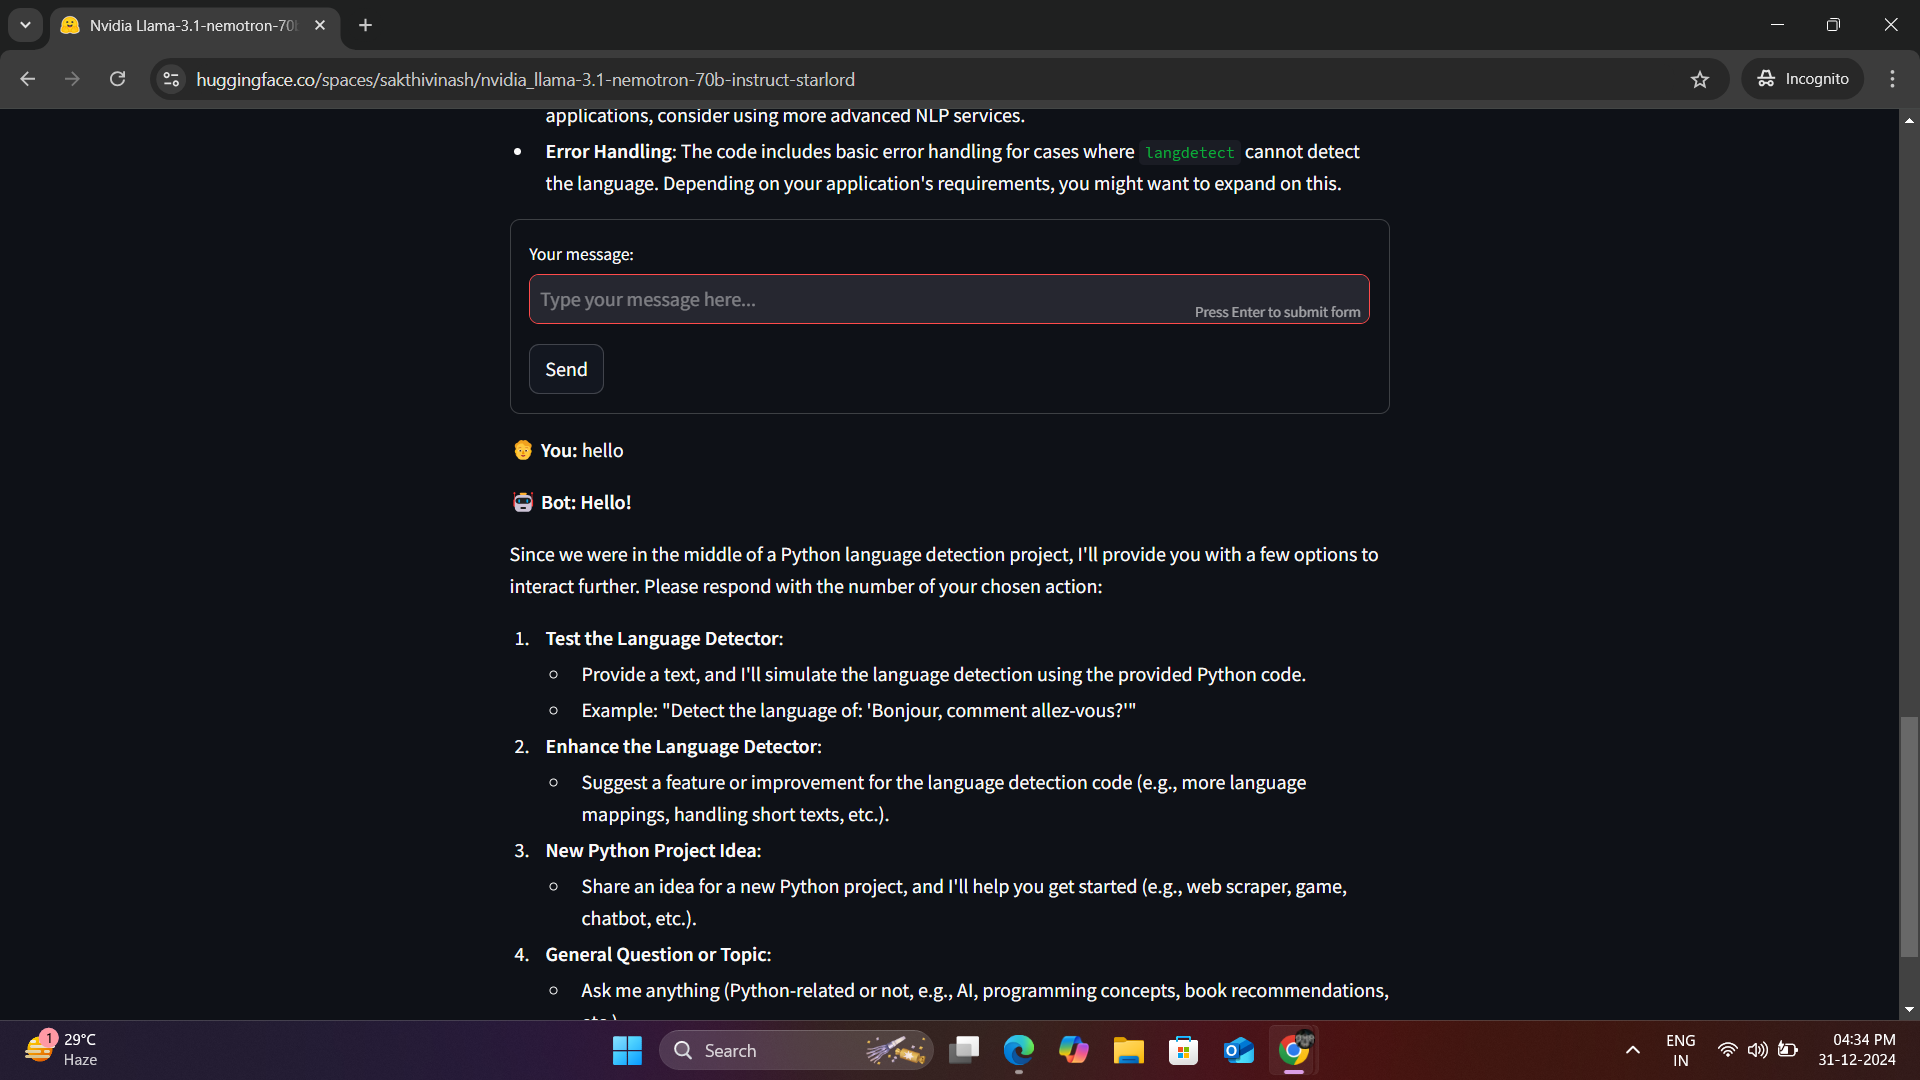 Nvidia Llama-3.1-nemotron-70
huggingface.co/spaces/sakthivinash/nvidia_llama-3.1-nemotron-70b-instruct-starlord
Incognito
applications, consider using more advanced NLP services.
• Error Handling: The code includes basic error handling for cases where langdetect cannot detect
the language. Depending on your application's requirements, you might want to expand on this.
Your message:
Type your message here...
Press Enter to submit form
Send
You: hello
Bot: Hello!
Since we were in the middle of a Python language detection project, I'll provide you with a few options to
interact further. Please respond with the number of your chosen action:
1. Test the Language Detector:
Provide a text, and I'll simulate the language detection using the provided Python code.
Example: "Detect the language of: 'Bonjour, comment allez-vous?'"
2. Enhance the Language Detector:
Suggest a feature or improvement for the language detection code (e.g., more language
mappings, handling short texts, etc.).
3. New Python Project Idea:
Share an idea for a new Python project, and I'll help you get started (e.g., web scraper, game,
chatbot, etc.).
4. General Question or Topic:
Ask me anything (Python-related or not, e.g., AI, programming concepts, book recommendations,
1
29°C
Haze
Search
ENG
IN
04:34 PM
31-12-2024